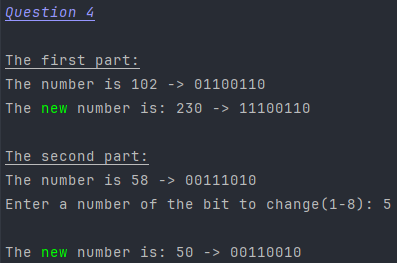 Question 4
The first part:
The number is 102 -> 01100110
The new number is: 230 -> 11100110
The second part:
The number is 58 -> 00111010
Enter a number of the bit to change(1-8): 5
The new number is: 50 -> 00110010